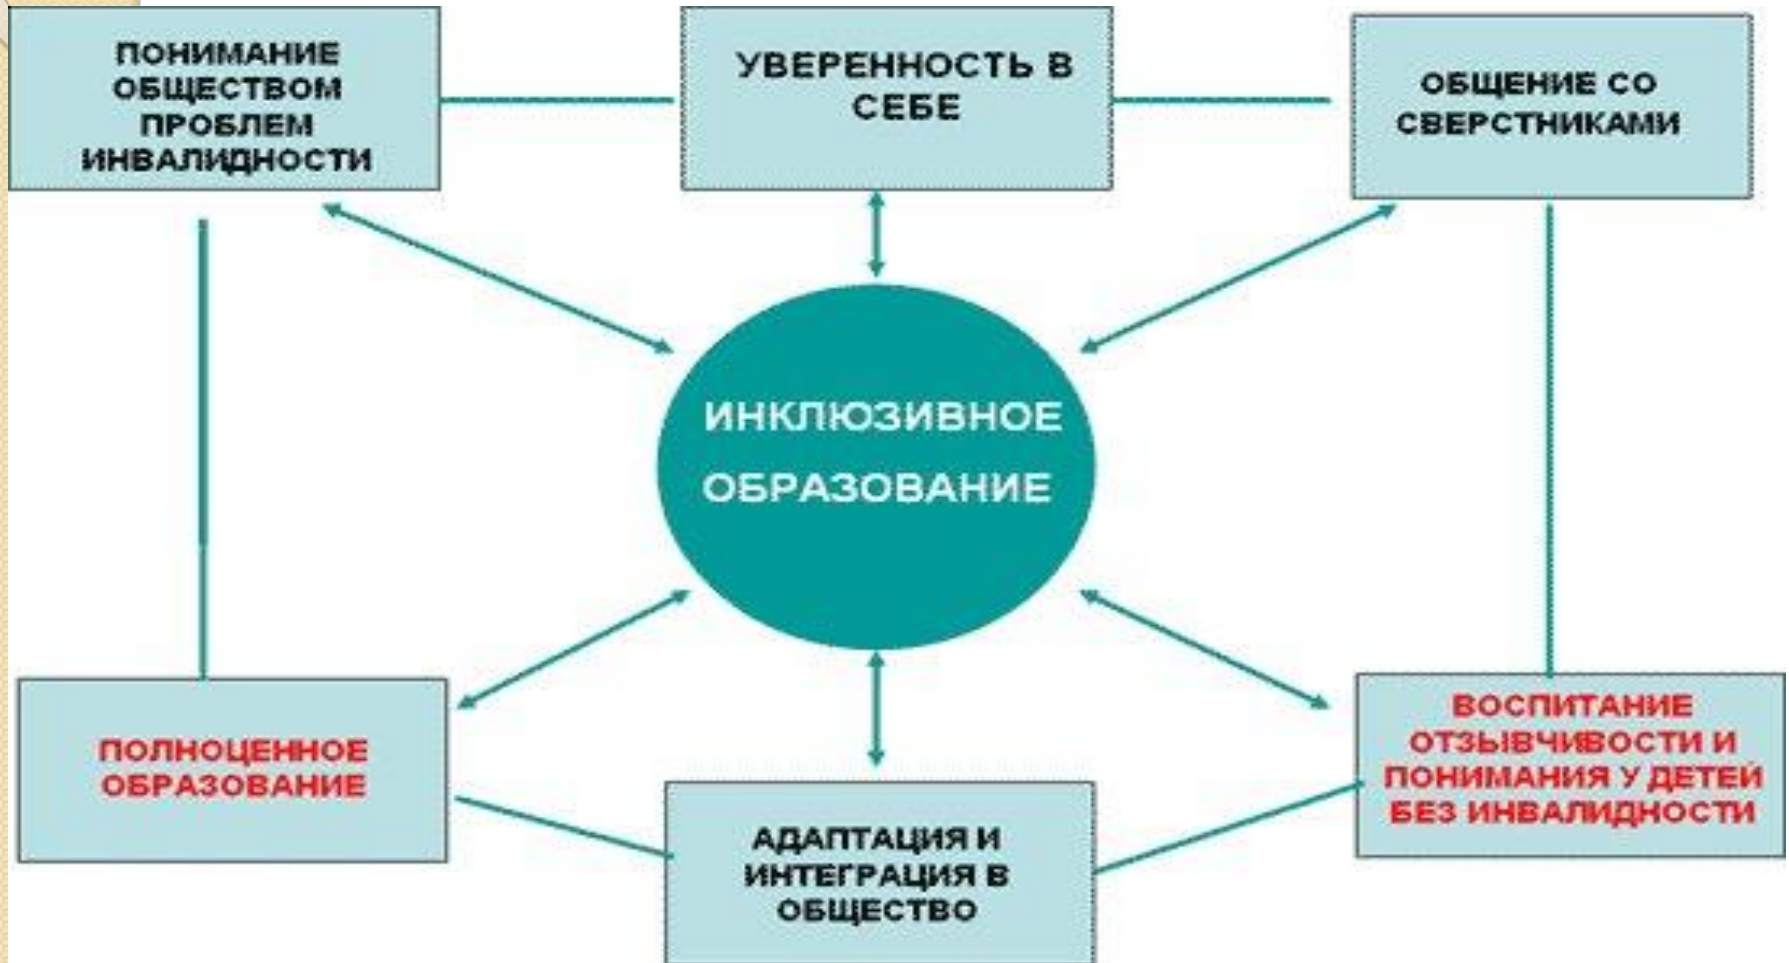 ПОНИМАНИЕ
ОБЩЕСТВОМ
ПРОБЛЕМ
ИНВАЛИДНОСТИ
УВЕРЕННОСТЬ В
СЕБЕ
ОБЩЕНИЕ СО
СВЕРСТНИКАМИ
ИНКЛЮЗИВНОЕ
ОБРАЗОВАНИЕ
ПОЛНОЦЕННОЕ
ОБРАЗОВАНИЕ
АДАПТАЦИЯ И
ИНТЕГРАЦИЯ В
ОБЩЕСТВО
ВОСПИТАНИЕ
ОТЗЫВЧИВОСТИ И
ПОНИМАНИЯ У ДЕТЕЙ
БЕЗ ИНВАЛИДНОСТИ